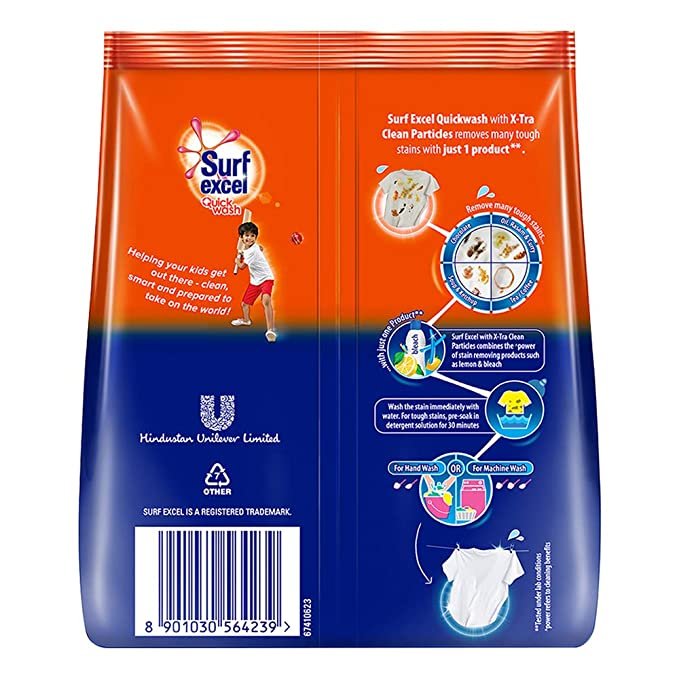 Surf
excel
Quick
wash
Helping your kids get
out there - clean,
smart and prepared to
take on the world !
Hindustan Unilever Limited
7
OTHER
SURF EXCEL IS A REGISTERED TRADEMARK.
8 901030 564239 >
67410623
Surf Excel Quickwash with X-Tra
Clean Particles removes many tough
stains with just 1 product**.
Remove many tough stains...
Chocolate
Oil, Rasam & Curry
Soup & Ketchup
Tea/Coffee
...with just one Product**
bleach
Surf Excel with X-Tra Clean
Particles combines the ^power
of stain removing products such
as lemon & bleach
Wash the stain immediately with
water. For tough stains, pre-soak in
detergent solution for 30 minutes
For Hand Wash OR For Machine Wash
**Tested under lab conditions
^power refers to cleaning benefits